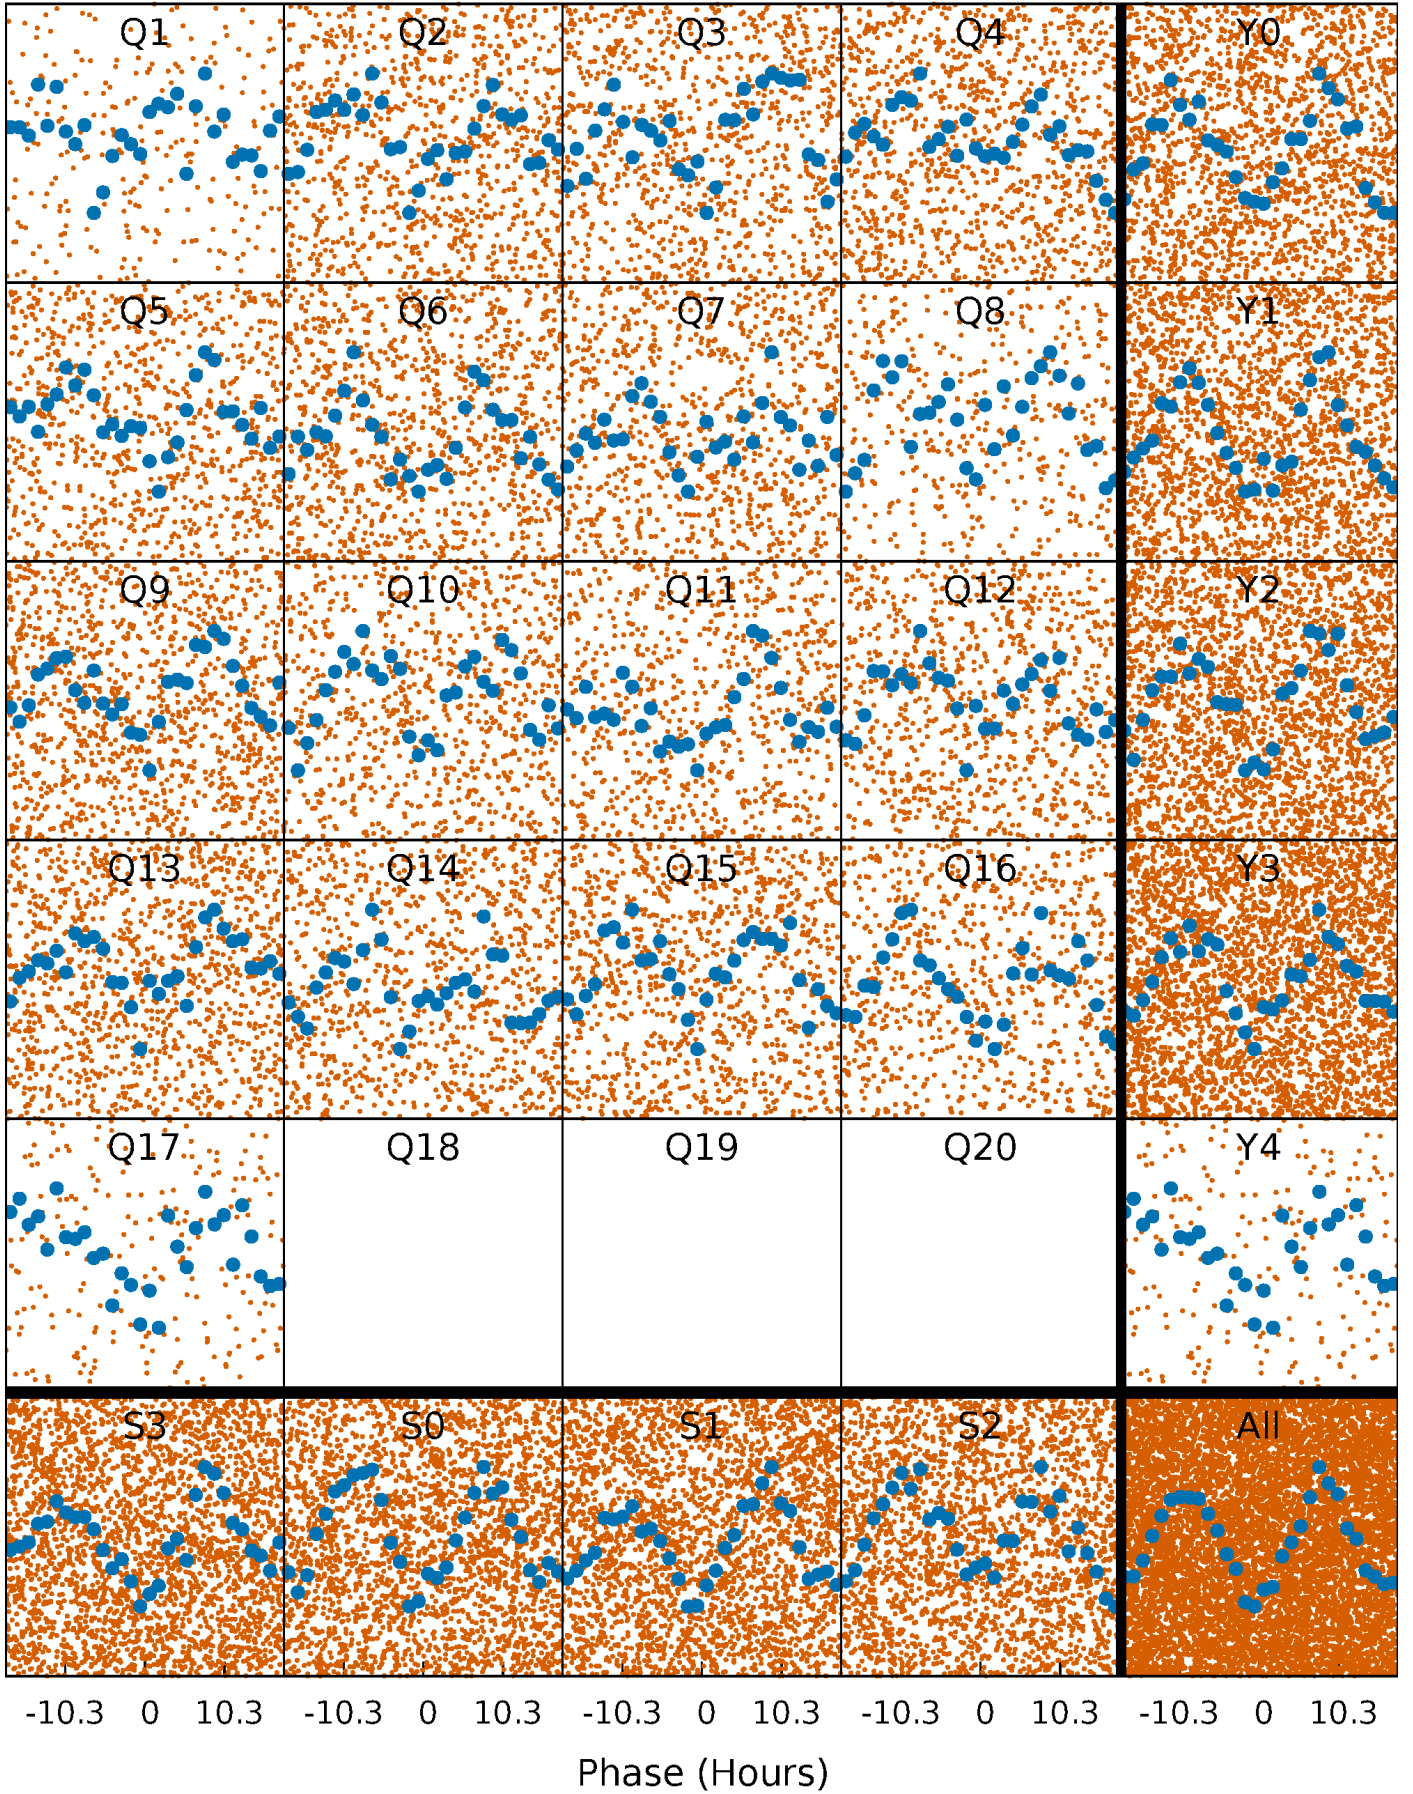 Q1 Q2 Q3 Q4 Y0
Q5 Q6 Q7 Q8 Y1
Q9 Q10 Q11 Q12 Y2
Q13 Q14 Q15 Q16 Y3
Q17 Q18 Q19 Q20 Y4
S3 S0 S1 S2 All
-10.3 0 10.3 -10.3 0 10.3 -10.3 0 10.3 -10.3 0 10.3 -10.3 0 10.3
Phase (Hours)